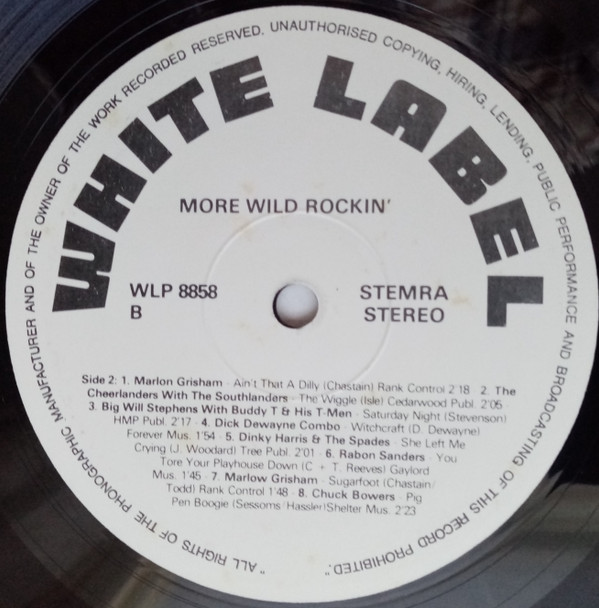 "ALL RIGHTS OF THE PHONOGRAPHIC MANUFACTURER AND OF THE OWNER OF THE WORK RECORDED RESERVED. UNAUTHORISED COPYING, HIRING, LENDING, PUBLIC PERFORMANCE AND BROADCASTING OF THIS RECORD PROHIBITED."
WHITE LABEL
MORE WILD ROCKIN'
WLP 8858 STEMRA
B STEREO
Side 2: 1. Marlon Grisham - Ain't That A Dilly (Chastain) Rank Control 2'18 2. The
Cheerlanders With The Southlanders - The Wiggle (Isle) Cedarwood Publ. 2'05 -
3. Big Will Stephens With Buddy T & His T-Men - Saturday Night (Stevenson)
HMP Publ. 2'17 - 4. Dick Dewayne Combo - Witchcraft (D. Dewayne)
Forever Mus. 1'54 - 5. Dinky Harris & The Spades - She Left Me
Crying (J. Woodard) Tree Publ. 2'01 - 6. Rabon Sanders - You
Tore Your Playhouse Down (C + T. Reeves) Gaylord
Mus. 1'45 - 7. Marlow Grisham - Sugarfoot (Chastain/
Todd) Rank Control 1'48 - 8. Chuck Bowers - Pig
Pen Boogie (Sessoms/Hassler) Shelter Mus. 2'23